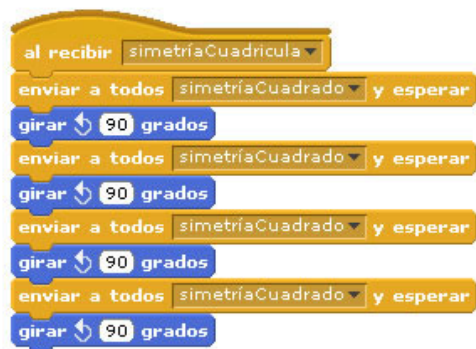 al recibir simetríaCuadricula
enviar a todos simetríaCuadrado y esperar
girar 90 grados
enviar a todos simetríaCuadrado y esperar
girar 90 grados
enviar a todos simetríaCuadrado y esperar
girar 90 grados
enviar a todos simetríaCuadrado y esperar
girar 90 grados